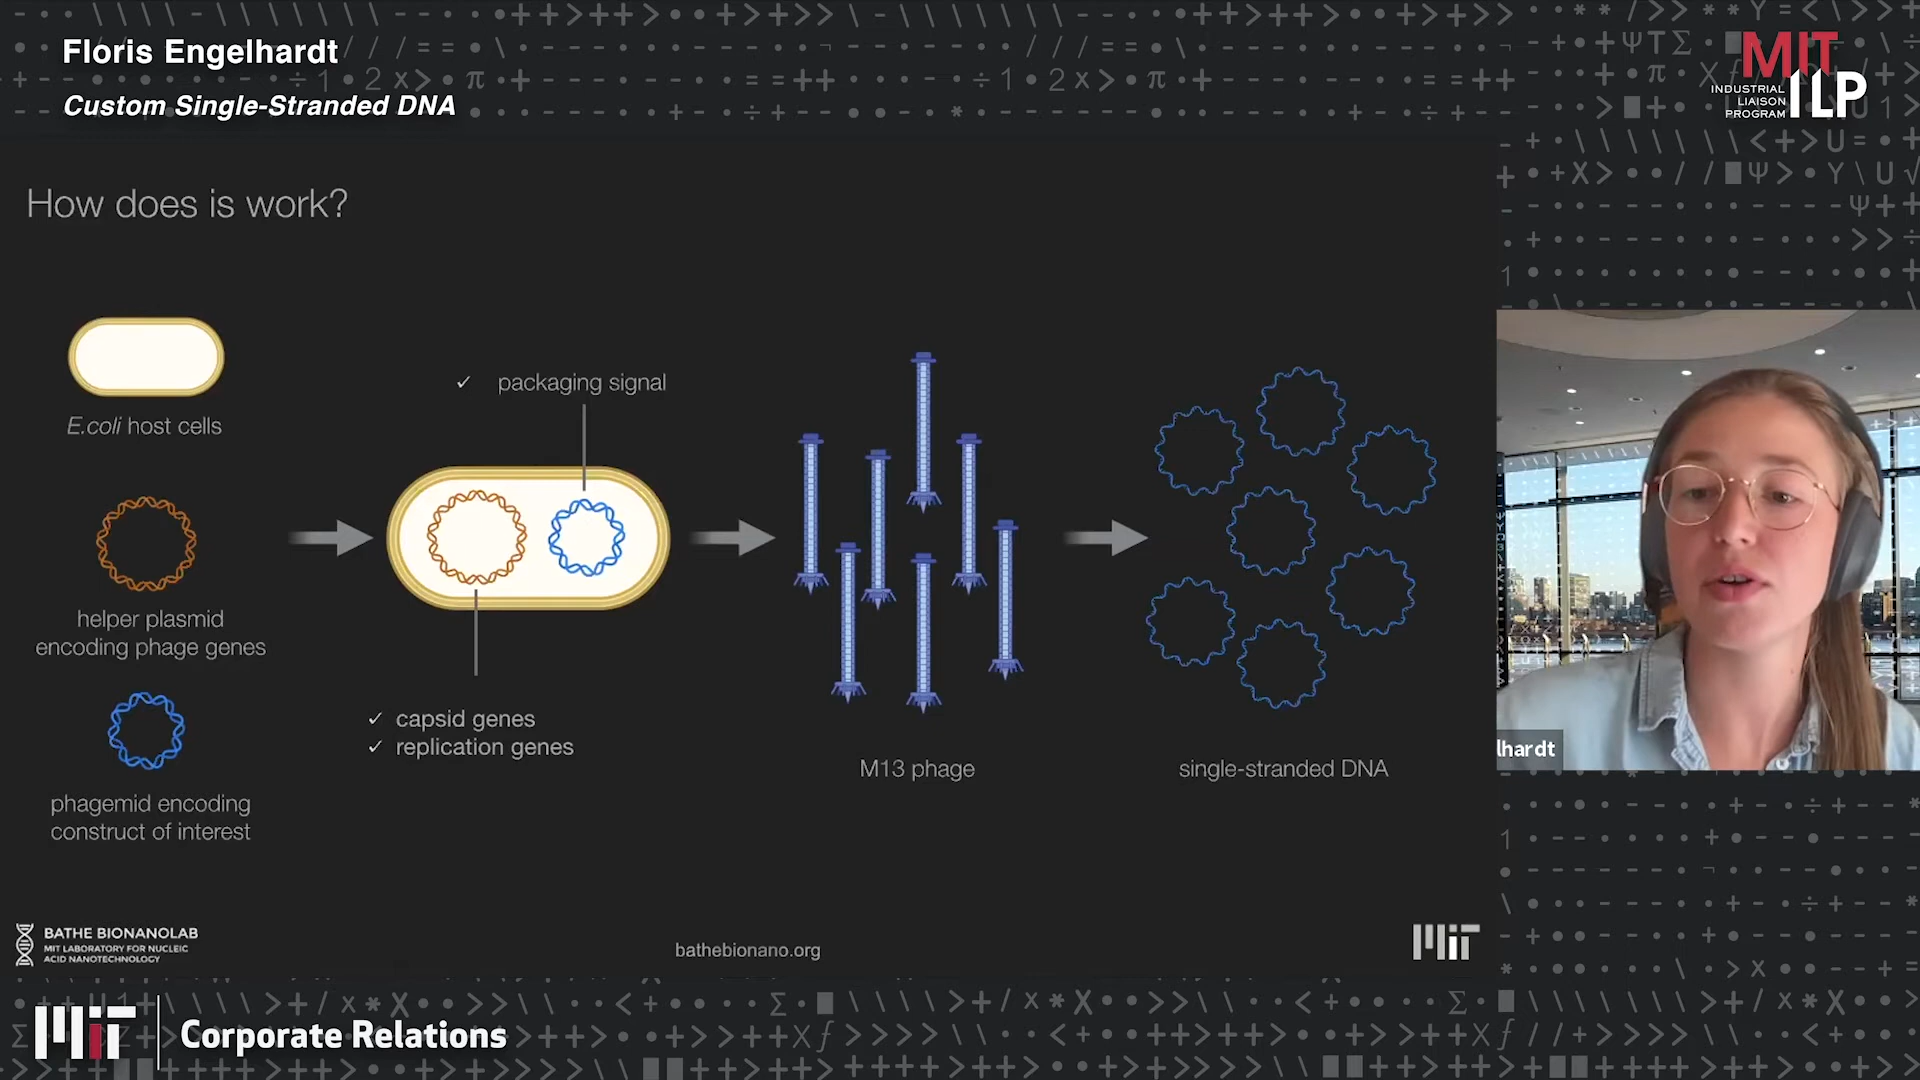 Floris Engelhardt
Custom Single-Stranded DNA
MIT
INDUSTRIAL
LIAISON
PROGRAM
ILP
How does is work?
E.coli host cells
helper plasmid
encoding phage genes
phagemid encoding
construct of interest
✓ packaging signal
✓ capsid genes
✓ replication genes
M13 phage
single-stranded DNA
lhardt
BATHE BIONANOLAB
MIT LABORATORY FOR NUCLEIC
ACID NANOTECHNOLOGY
bathebionano.org
MIT
MIT
Corporate Relations